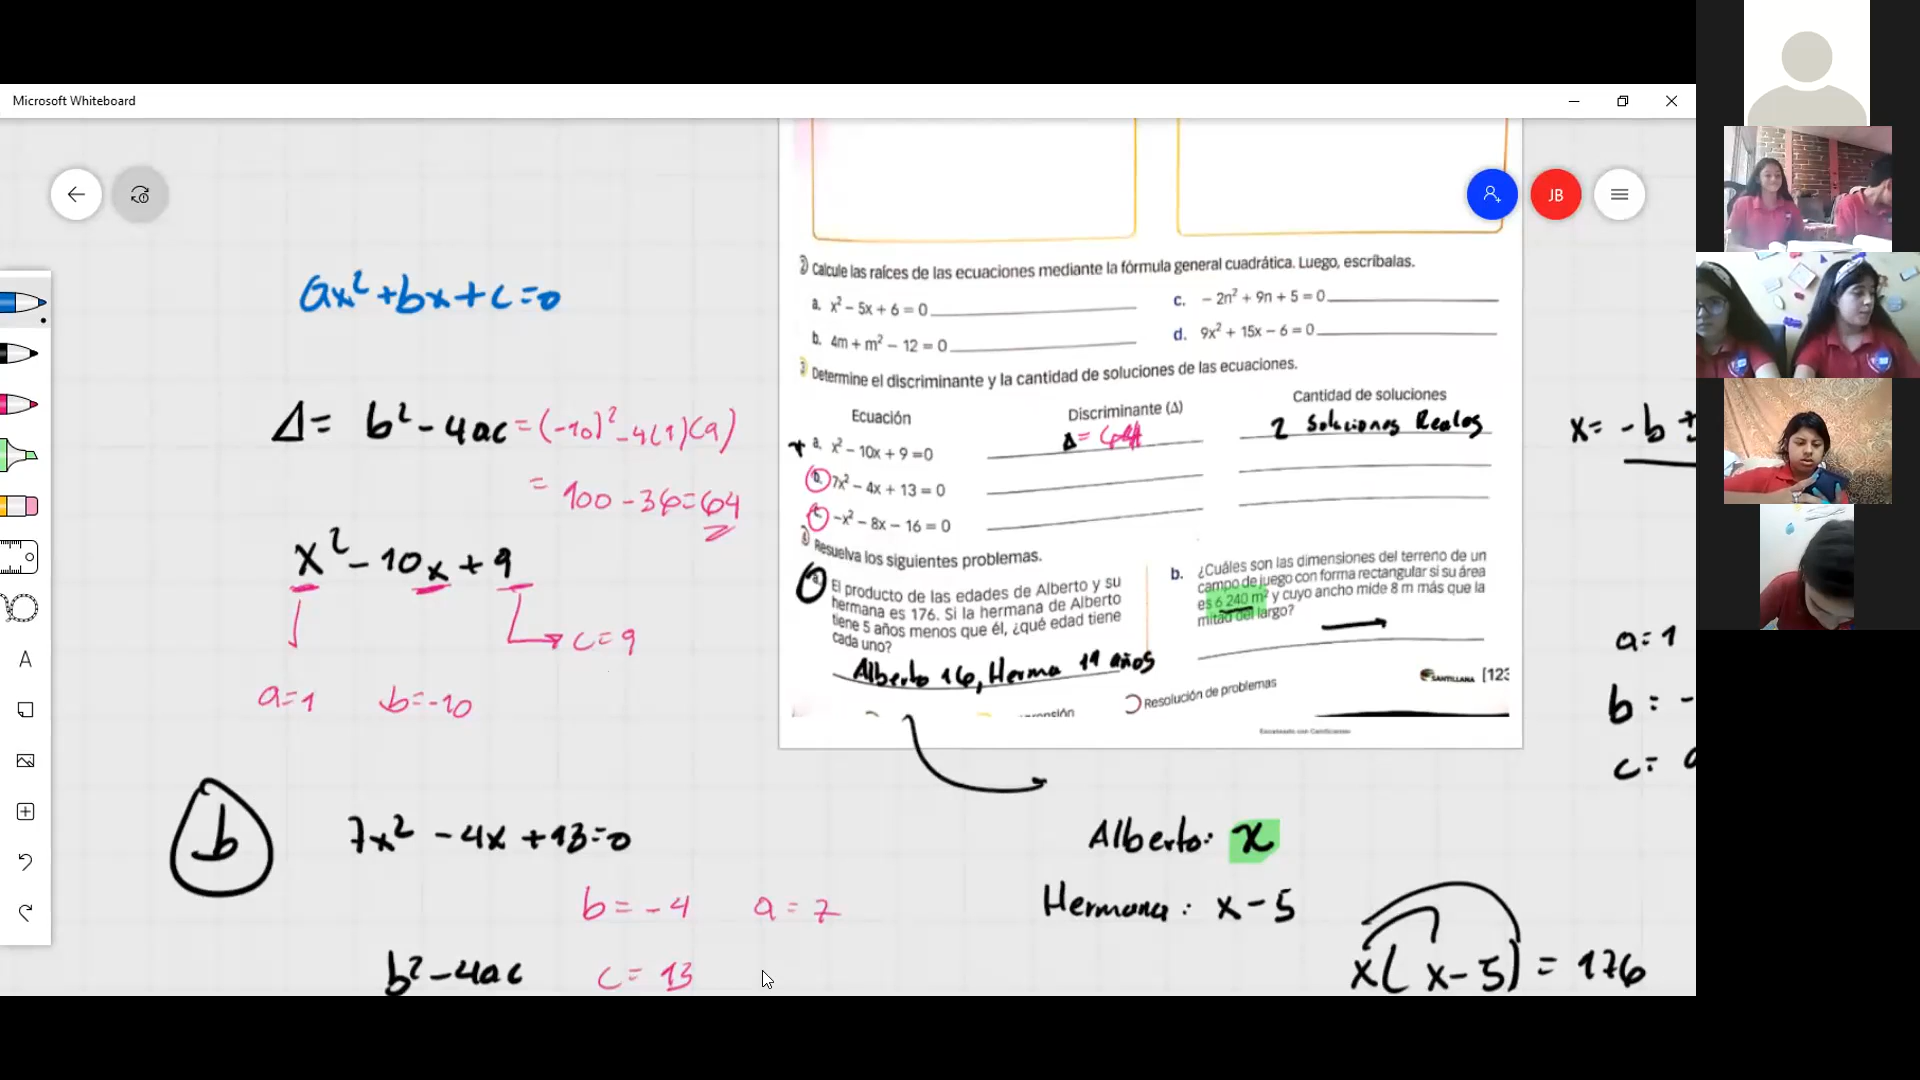 Microsoft Whiteboard
JB
ax² + bx + c = 0
Δ = b² - 4ac = (-10)² - 4(1)(9)
= 100 - 36 = 64
x² - 10x + 9
c = 9
a = 1 b = -10
b
7x² - 4x + 13 = 0
b = -4 a = 7
b² - 4ac c = 13
2 Calcule las raíces de las ecuaciones mediante la fórmula general cuadrática. Luego, escríbalas.
a. x² – 5x + 6 = 0
c. – 2n² + 9n + 5 = 0
b. 4m + m² – 12 = 0
d. 9x² + 15x – 6 = 0
3 Determine el discriminante y la cantidad de soluciones de las ecuaciones.
Ecuación Discriminante (Δ) Cantidad de soluciones
a. x² – 10x + 9 = 0 Δ = 64 2 Soluciones Reales
b. 7x² – 4x + 13 = 0
c. –x² – 8x – 16 = 0
Resuelva los siguientes problemas.
a. El producto de las edades de Alberto y su
hermana es 176. Si la hermana de Alberto
tiene 5 años menos que él, ¿qué edad tiene
cada uno?
Alberto 16, Herma 11 años
b. ¿Cuáles son las dimensiones del terreno de un
campo de juego con forma rectangular si su área
es 6 240 m² y cuyo ancho mide 8 m más que la
mitad del largo?
SANTILLANA [123
Resolución de problemas
Escaneado con CamScanner
Alberto: x
Hermana: x - 5
x(x - 5) = 176
x = -b ±
a = 1
b = -
c =
A